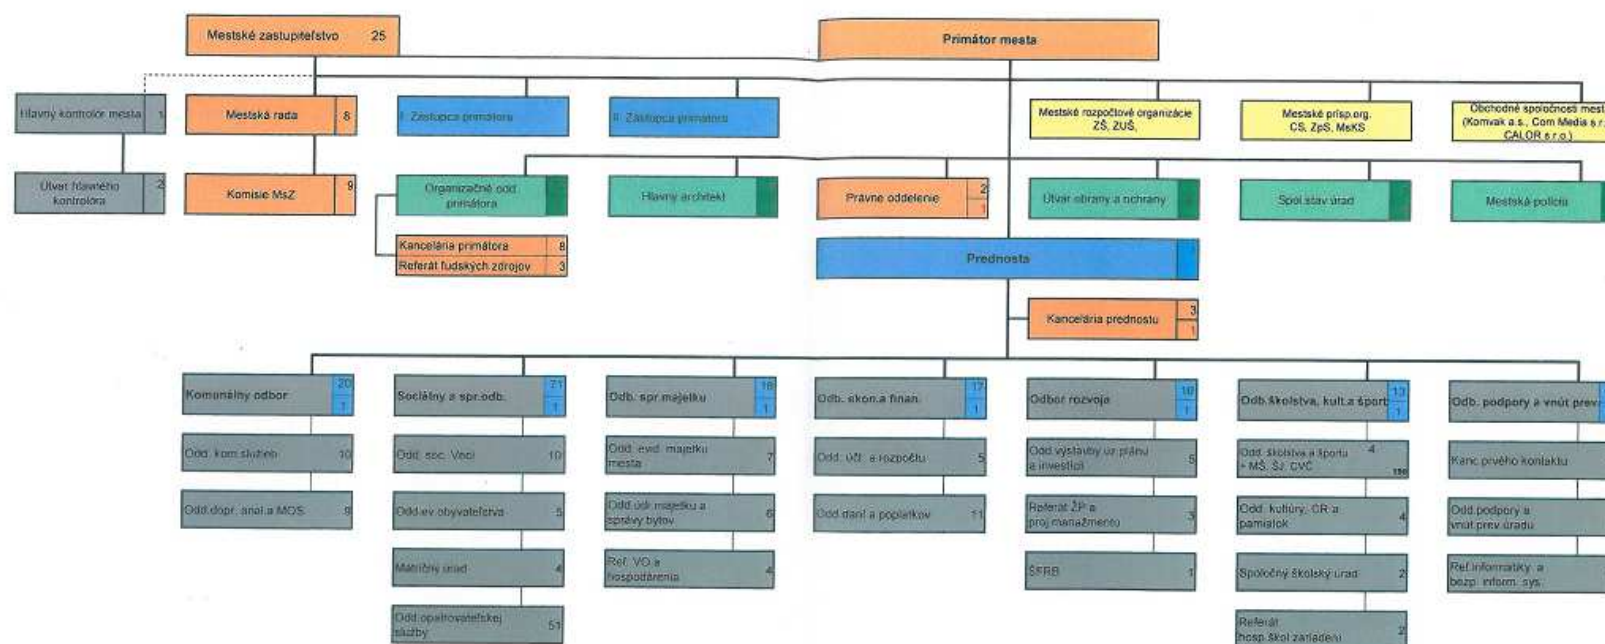 Mestské zastupiteľstvo 25
Primátor mesta
Hlavný kontrolór mesta 1
Mestská rada 8
I. Zástupca primátora
II. Zástupca primátora
Mestské rozpočtové organizácie
ZŠ, ZUŠ,
Mestské prísp.org.
CS, ZpS, MsKS
Obchodné spoločnosti mest
(Komvak a.s., Com Media s.r.
CALOR s.r.o.)
Útvar hlavného 2
kontrolóra
Komisie MsZ 9
Organizačné odd.
primátora
Hlavný architekt
Právne oddelenie 2
1
Útvar obrany a ochrany
Spol.stav.úrad
Mestská polícia
Kancelária primátora 8
Referát ľudských zdrojov 3
Prednosta
Kancelária prednostu 3
1
Komunálny odbor 20
1
Sociálny a spr.odb. 71
1
Odb. spr.majetku 18
1
Odb. ekon.a finan. 17
1
Odbor rozvoja 10
1
Odb.školstva, kult.a šport 13
1
Odb. podpory a vnút.prev.
Odd. kom.služieb 10
Odd. soc. Vecí 10
Odd. evid. majetku 7
mesta
Odd. účt. a rozpočtu 5
Odd.výstavby úz.plánu 5
a investícií
Odd. školstva a športu 4
+ MŠ, ŠJ, CVČ
Kanc.prvého kontaktu
Odd.dopr. anal.a MOS 9
Odd.ev.obyvateľstva 5
Odd.údr.majetku a 6
správy bytov
Odd.daní a poplatkov 11
Referát ŽP a 3
proj.manažmentu
Odd. kultúry, CR a 4
pamiatok
Odd.podpory a
vnút.prev.úradu
Matričný úrad 4
Ref. VO a 4
hospodárenia
ŠFRB 1
Spoločný školský úrad 2
Ref.informatiky a
bezp. inform. sys.
Odd.opatrovateľskej 51
služby
Referát 2
hosp.škol.zariadení